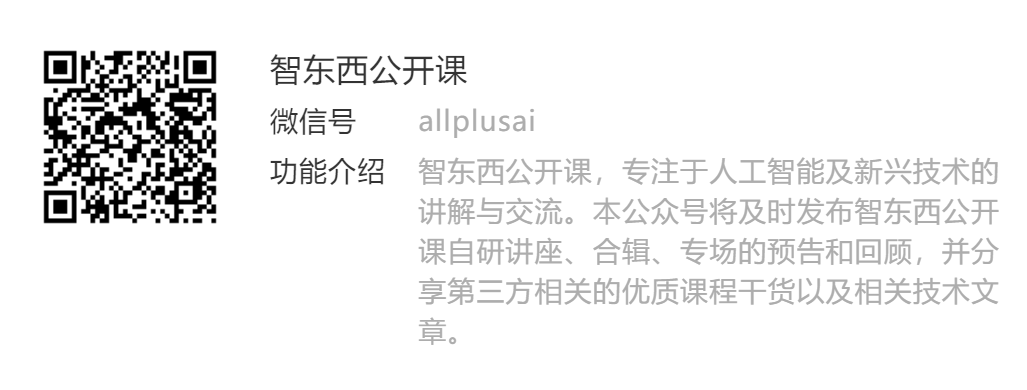 智东西公开课
微信号 allplusai
功能介绍 智东西公开课，专注于人工智能及新兴技术的
讲解与交流。本公众号将及时发布智东西公开
课自研讲座、合辑、专场的预告和回顾，并分
享第三方相关的优质课程干货以及相关技术文
章。